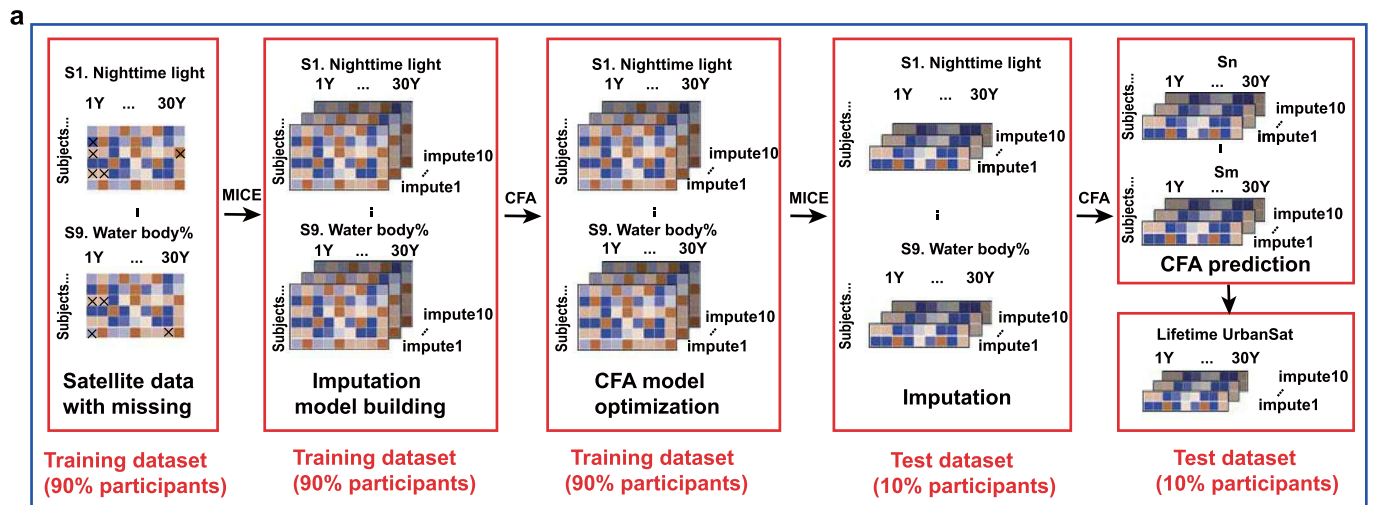 a
S1. Nighttime light
1Y ... 30Y
Subjects...
S9. Water body%
1Y ... 30Y
Subjects...
Satellite data
with missing
Training dataset
(90% participants)
MICE
S1. Nighttime light
1Y ... 30Y
Subjects...
impute10
...
impute1
S9. Water body%
1Y ... 30Y
Subjects...
impute10
...
impute1
Imputation
model building
Training dataset
(90% participants)
CFA
S1. Nighttime light
1Y ... 30Y
Subjects...
impute10
...
impute1
S9. Water body%
1Y ... 30Y
Subjects...
impute10
...
impute1
CFA model
optimization
Training dataset
(90% participants)
MICE
S1. Nighttime light
1Y ... 30Y
Subjects...
impute10
...
impute1
S9. Water body%
1Y ... 30Y
Subjects...
impute10
...
impute1
Imputation
Test dataset
(10% participants)
CFA
Sn
1Y ... 30Y
Subjects...
impute10
...
impute1
Sm
1Y ... 30Y
Subjects...
impute10
...
impute1
CFA prediction
Lifetime UrbanSat
1Y ... 30Y
Subjects...
impute10
...
impute1
Test dataset
(10% participants)